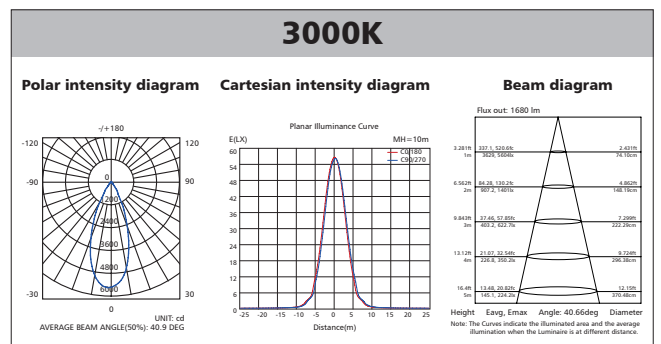 3000K
Polar intensity diagram
Cartesian intensity diagram
Beam diagram
-/+180
-120
120
-90
90
-30
30
0
0
1200
2400
3600
4800
6000
UNIT: cd
AVERAGE BEAM ANGLE(50%): 40.9 DEG
Planar Illuminance Curve
E(LX)
MH=10m
C0/180
C90/270
60
54
48
42
36
30
24
18
12
6
0
-25 -20 -15 -10 -5 0 5 10 15 20 25
Distance(m)
Flux out: 1680 lm
3.281ft 337.1, 520.6fc 2.431ft
1m 3629, 5604lx 74.10cm
6.562ft 84.28, 130.2fc 4.862ft
2m 907.2, 1401lx 148.19cm
9.843ft 37.46, 57.85fc 7.299ft
3m 403.2, 622.7lx 222.29cm
13.12ft 21.07, 32.54fc 9.724ft
4m 226.8, 350.2lx 296.38cm
16.4ft 13.48, 20.82fc 12.15ft
5m 145.1, 224.2lx 370.48cm
Height Eavg, Emax Angle: 40.66deg Diameter
Note: The Curves indicate the illuminated area and the average
illumination when the Luminaire is at different distance.